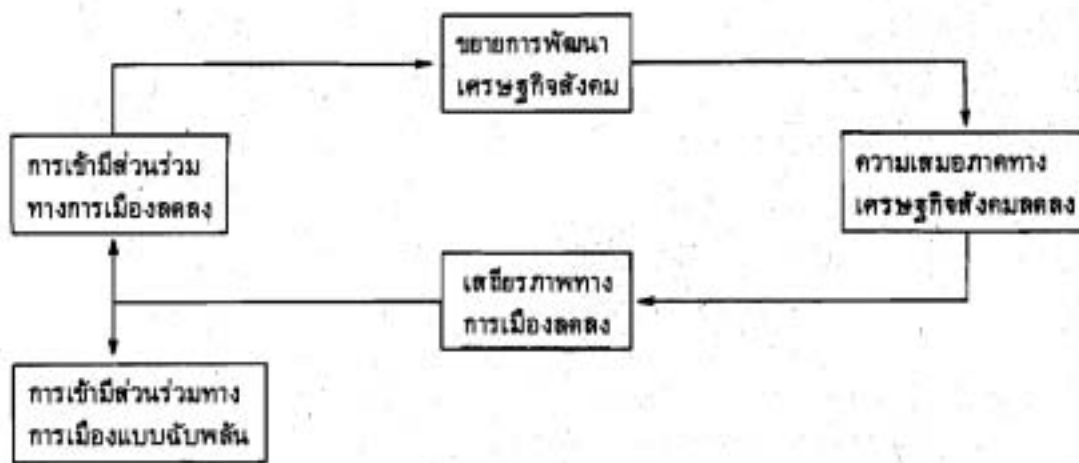 ขยายการพัฒนา
เศรษฐกิจสังคม
การเข้ามีส่วนร่วม
ทางการเมืองลดลง
ความเสมอภาคทาง
เศรษฐกิจสังคมลดลง
เสถียรภาพทาง
การเมืองลดลง
การเข้ามีส่วนร่วมทาง
การเมืองแบบฉับพลัน